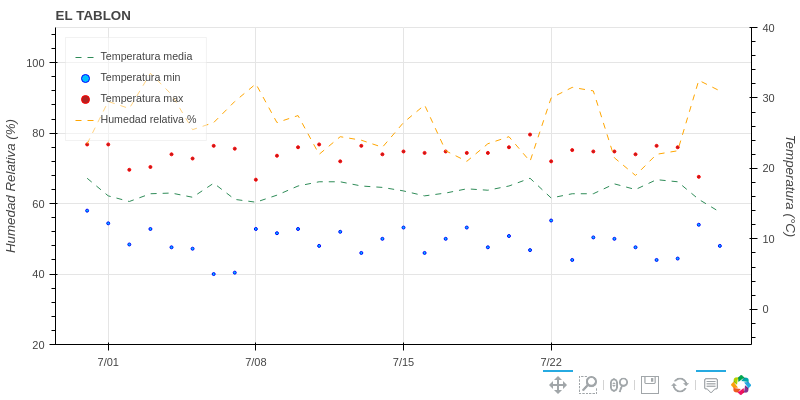 EL TABLON
Temperatura media
Temperatura min
Temperatura max
Humedad relativa %
Humedad Relativa (%)
100
80
60
40
20
40
30
20
10
0
Temperatura (°C)
7/01
7/08
7/15
7/22